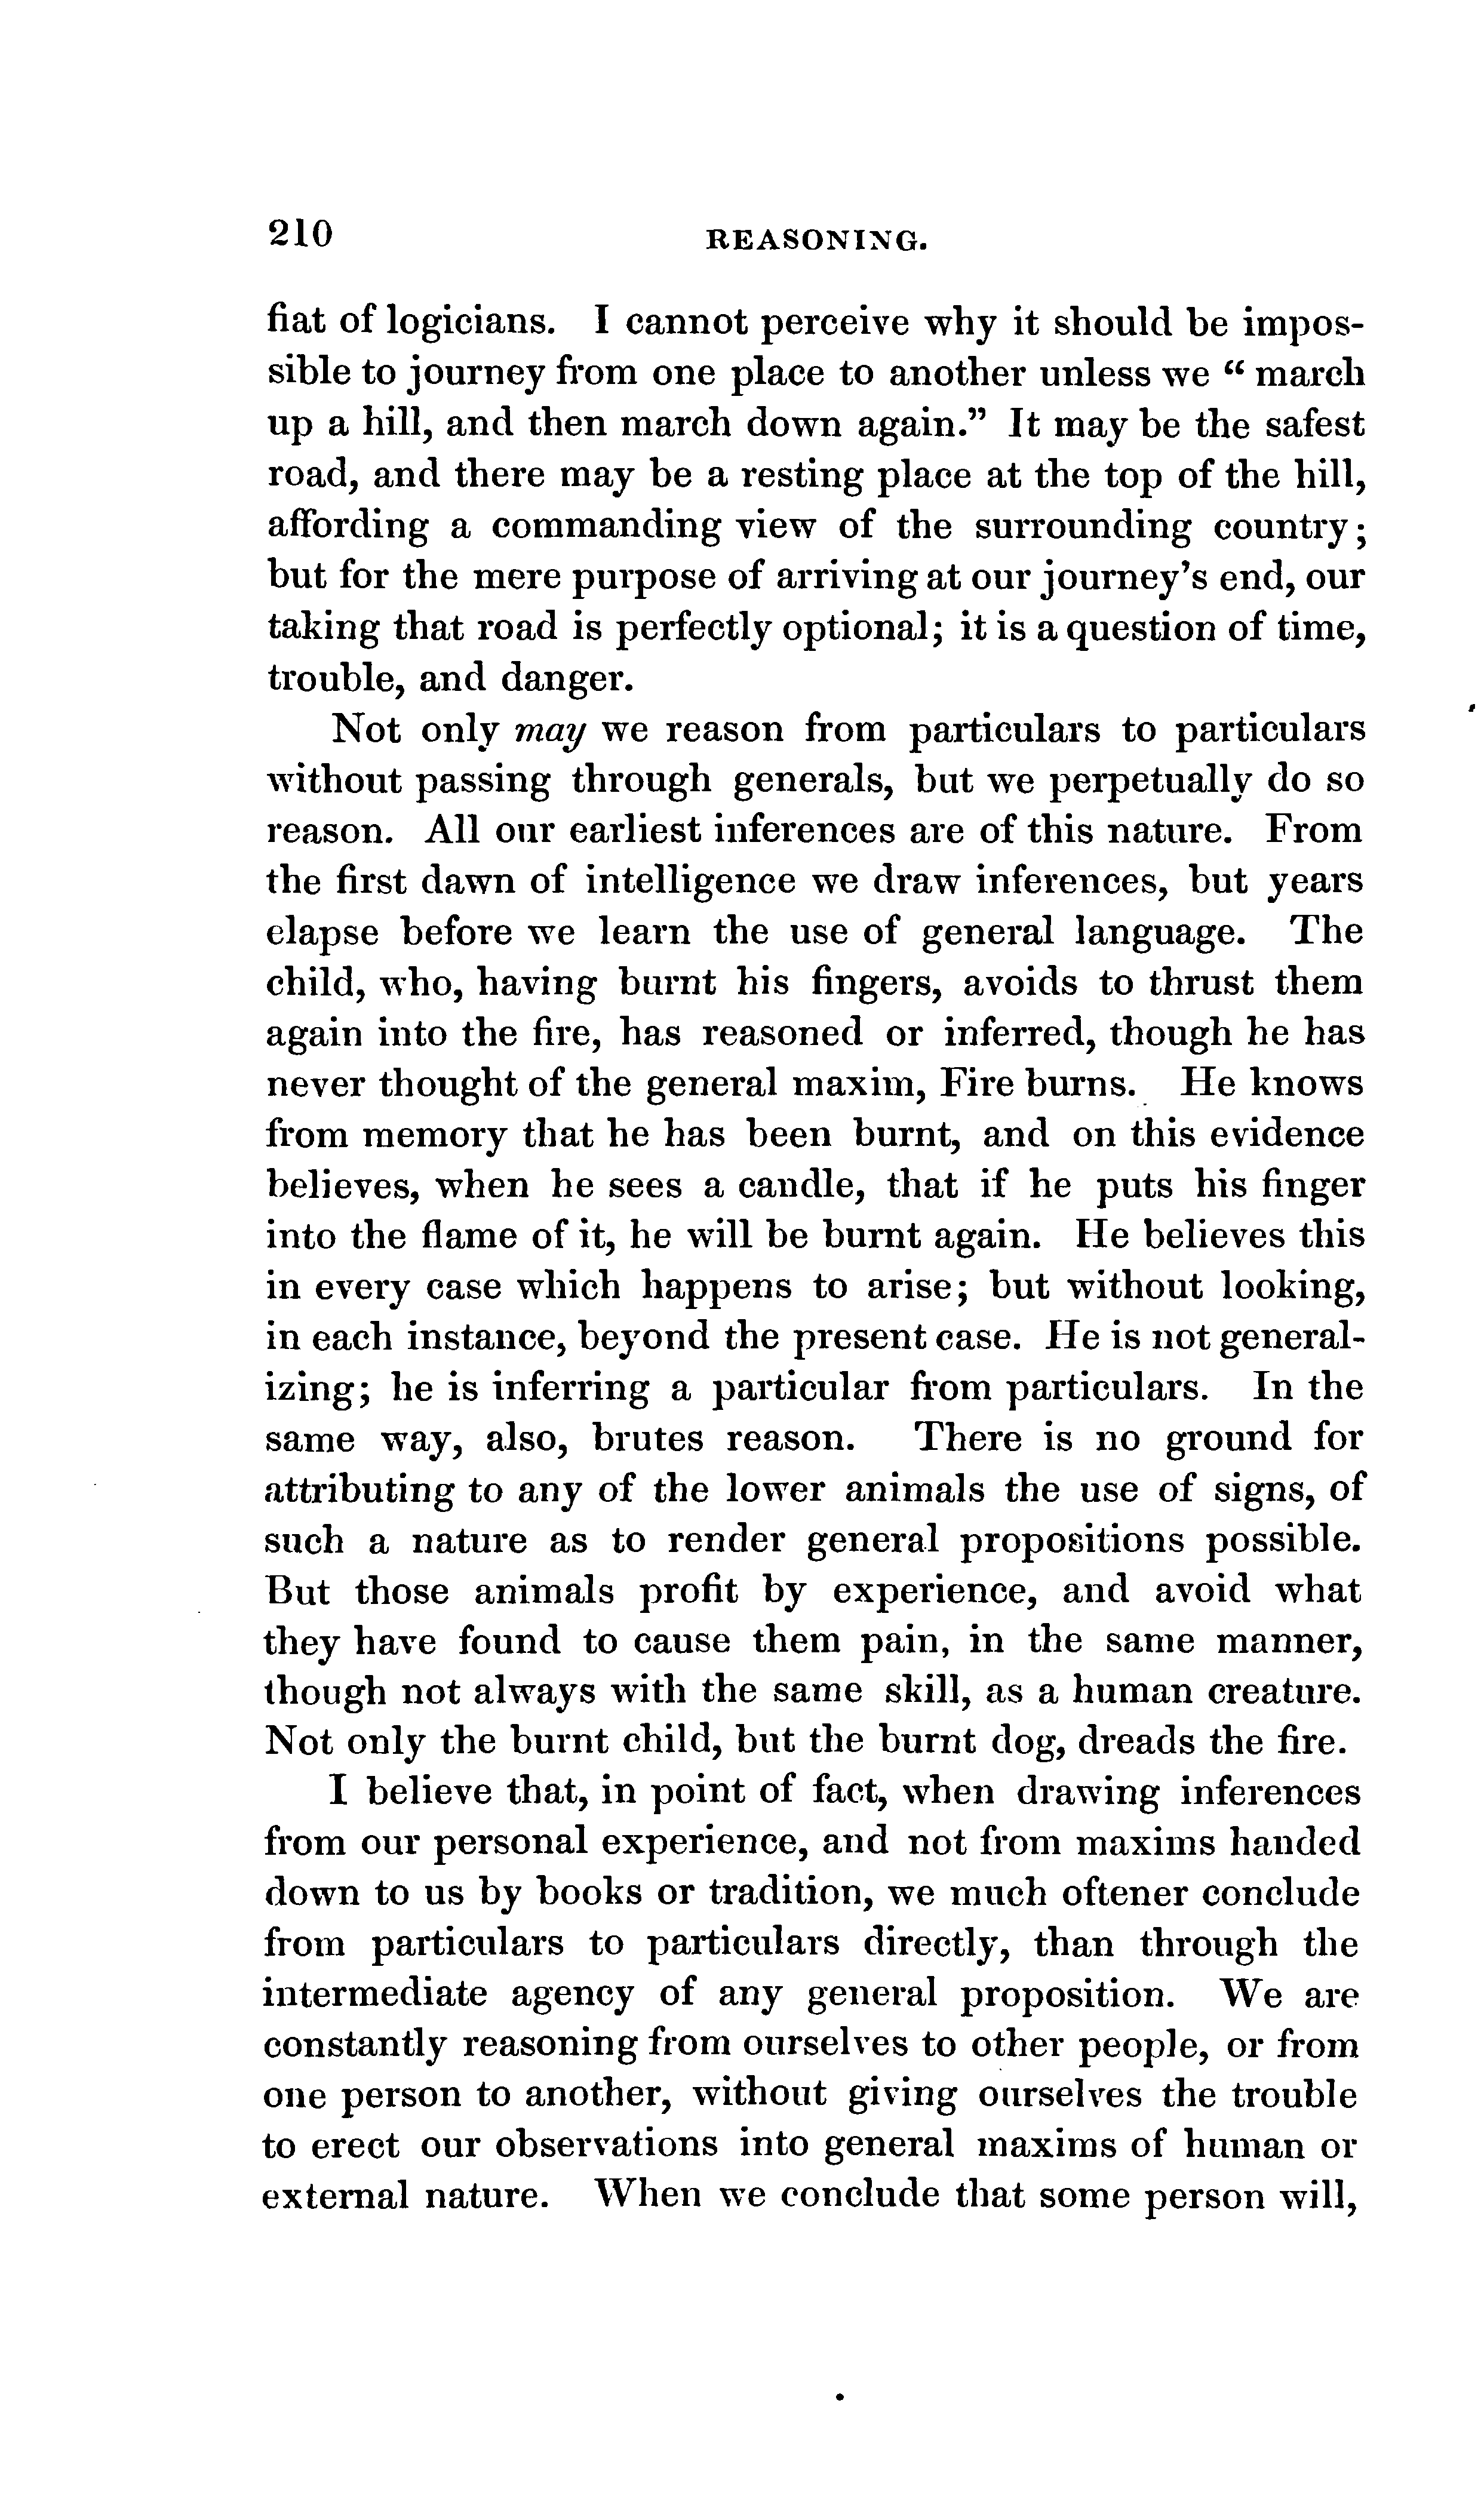 210 REASONING.
fiat of logicians. I cannot perceive why it should be impos-
sible to journey from one place to another unless we “ march
up a hill, and then march down again.” It may be the safest
road, and there may be a resting place at the top of the hill,
affording a commanding view of the surrounding country;
but for the mere purpose of arriving at our journey’s end, our
taking that road is perfectly optional; it is a question of time,
trouble, and danger.
Not only may we reason from particulars to particulars
without passing through generals, but we perpetually do so
reason. All our earliest inferences are of this nature. From
the first dawn of intelligence we draw inferences, but years
elapse before we learn the use of general language. The
child, who, having burnt his fingers, avoids to thrust them
again into the fire, has reasoned or inferred, though he has
never thought of the general maxim, Fire burns. He knows
from memory that he has been burnt, and on this evidence
believes, when he sees a candle, that if he puts his finger
into the flame of it, he will be burnt again. He believes this
in every case which happens to arise; but without looking,
in each instance, beyond the present case. He is not general-
izing; he is inferring a particular from particulars. In the
same way, also, brutes reason. There is no ground for
attributing to any of the lower animals the use of signs, of
such a nature as to render general propositions possible.
But those animals profit by experience, and avoid what
they have found to cause them pain, in the same manner,
though not always with the same skill, as a human creature.
Not only the burnt child, but the burnt dog, dreads the fire.
I believe that, in point of fact, when drawing inferences
from our personal experience, and not from maxims handed
down to us by books or tradition, we much oftener conclude
from particulars to particulars directly, than through the
intermediate agency of any general proposition. We are
constantly reasoning from ourselves to other people, or from
one person to another, without giving ourselves the trouble
to erect our observations into general maxims of human or
external nature. When we conclude that some person will,